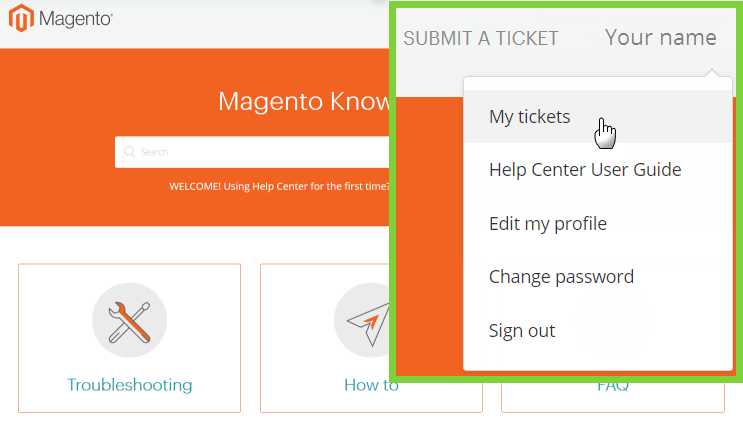 Magento
SUBMIT A TICKET
Your name
Magento Know
My tickets
Search
Help Center User Guide
WELCOME! Using Help Center for the first time?
Edit my profile
Change password
Sign out
Troubleshooting
How to
FAQ